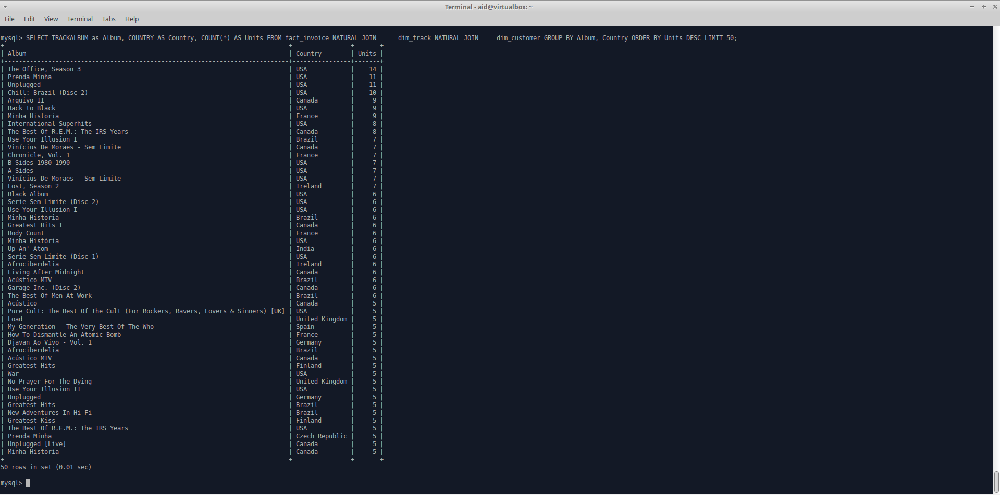 Terminal - aid@virtualbox: ~
File Edit View Terminal Tabs Help
mysql> SELECT TRACKALBUM as Album, COUNTRY AS Country, COUNT(*) AS Units FROM fact_invoice NATURAL JOIN      dim_track NATURAL JOIN     dim_customer GROUP BY Album, Country ORDER BY Units DESC LIMIT 50;
+------------------------------------------------------------------------------+----------------+-------+
| Album | Country | Units |
+------------------------------------------------------------------------------+----------------+-------+
| The Office, Season 3 | USA | 14 |
| Prenda Minha | USA | 11 |
| Unplugged | USA | 11 |
| Chill: Brazil (Disc 2) | USA | 10 |
| Arquivo II | Canada | 9 |
| Back to Black | USA | 9 |
| Minha Historia | France | 9 |
| International Superhits | USA | 8 |
| The Best Of R.E.M.: The IRS Years | Canada | 8 |
| Use Your Illusion I | Brazil | 7 |
| Vinícius De Moraes - Sem Limite | Canada | 7 |
| Chronicle, Vol. 1 | France | 7 |
| B-Sides 1980-1990 | USA | 7 |
| A-Sides | USA | 7 |
| Vinícius De Moraes - Sem Limite | USA | 7 |
| Lost, Season 2 | Ireland | 7 |
| Black Album | USA | 6 |
| Serie Sem Limite (Disc 2) | USA | 6 |
| Use Your Illusion I | USA | 6 |
| Minha Historia | Brazil | 6 |
| Greatest Hits I | Canada | 6 |
| Body Count | France | 6 |
| Minha História | USA | 6 |
| Up An' Atom | India | 6 |
| Serie Sem Limite (Disc 1) | USA | 6 |
| Afrociberdelia | Ireland | 6 |
| Living After Midnight | Canada | 6 |
| Acústico MTV | Brazil | 6 |
| Garage Inc. (Disc 2) | Canada | 6 |
| The Best Of Men At Work | Brazil | 6 |
| Acústico | Canada | 5 |
| Pure Cult: The Best Of The Cult (For Rockers, Ravers, Lovers & Sinners) [UK] | USA | 5 |
| Load | United Kingdom | 5 |
| My Generation - The Very Best Of The Who | Spain | 5 |
| How To Dismantle An Atomic Bomb | France | 5 |
| Djavan Ao Vivo - Vol. 1 | Germany | 5 |
| Afrociberdelia | Brazil | 5 |
| Acústico MTV | Canada | 5 |
| Greatest Hits | Finland | 5 |
| War | USA | 5 |
| No Prayer For The Dying | United Kingdom | 5 |
| Use Your Illusion II | USA | 5 |
| Unplugged | Germany | 5 |
| Greatest Hits | Brazil | 5 |
| New Adventures In Hi-Fi | Brazil | 5 |
| Greatest Kiss | Finland | 5 |
| The Best Of R.E.M.: The IRS Years | USA | 5 |
| Prenda Minha | Czech Republic | 5 |
| Unplugged [Live] | Canada | 5 |
| Minha Historia | Canada | 5 |
+------------------------------------------------------------------------------+----------------+-------+
50 rows in set (0.01 sec)
mysql>